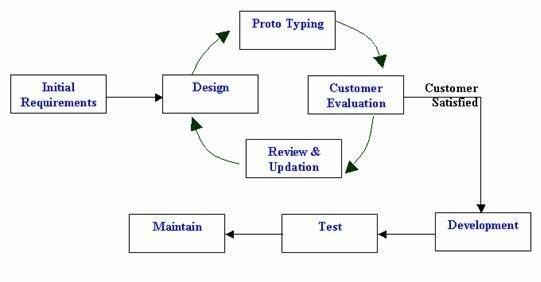 Proto Typing
Initial
Requirements
Design
Customer
Evaluation
Customer
Satisfied
Review &
Updation
Maintain
Test
Development